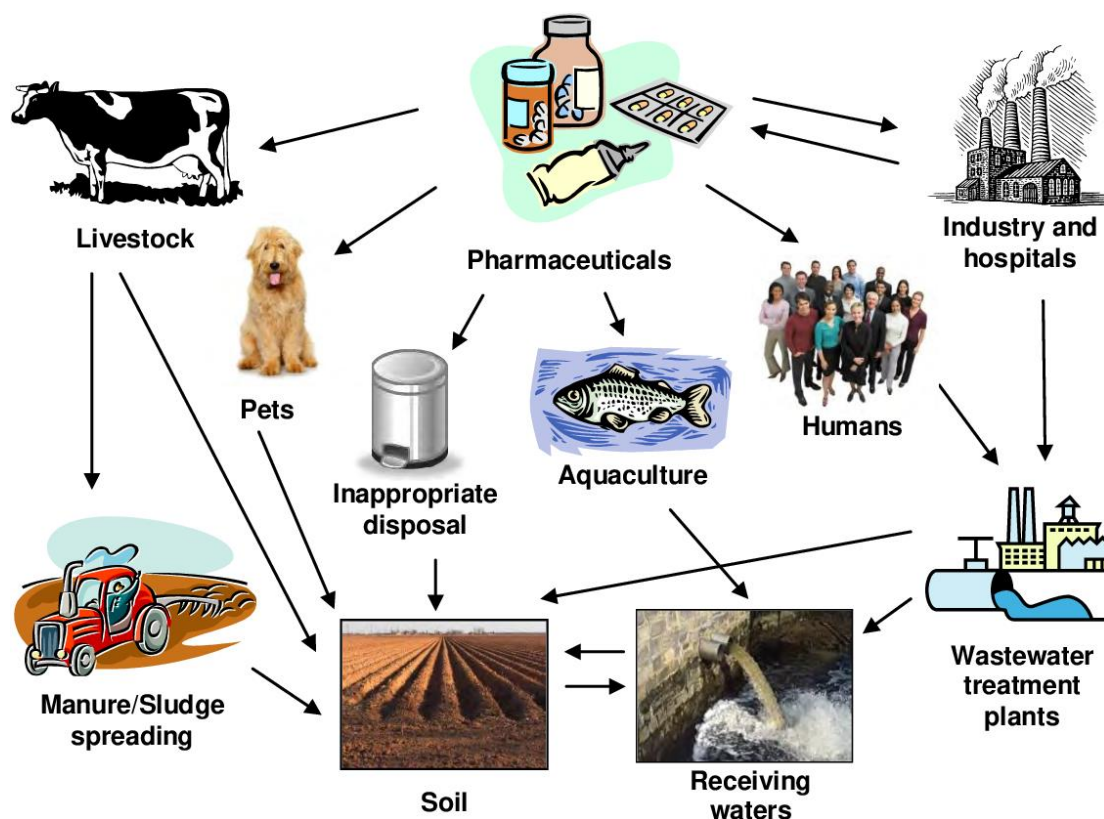 Livestock
Pharmaceuticals
Industry and
hospitals
Pets
Humans
Inappropriate
disposal
Aquaculture
Manure/Sludge
spreading
Soil
Receiving
waters
Wastewater
treatment
plants